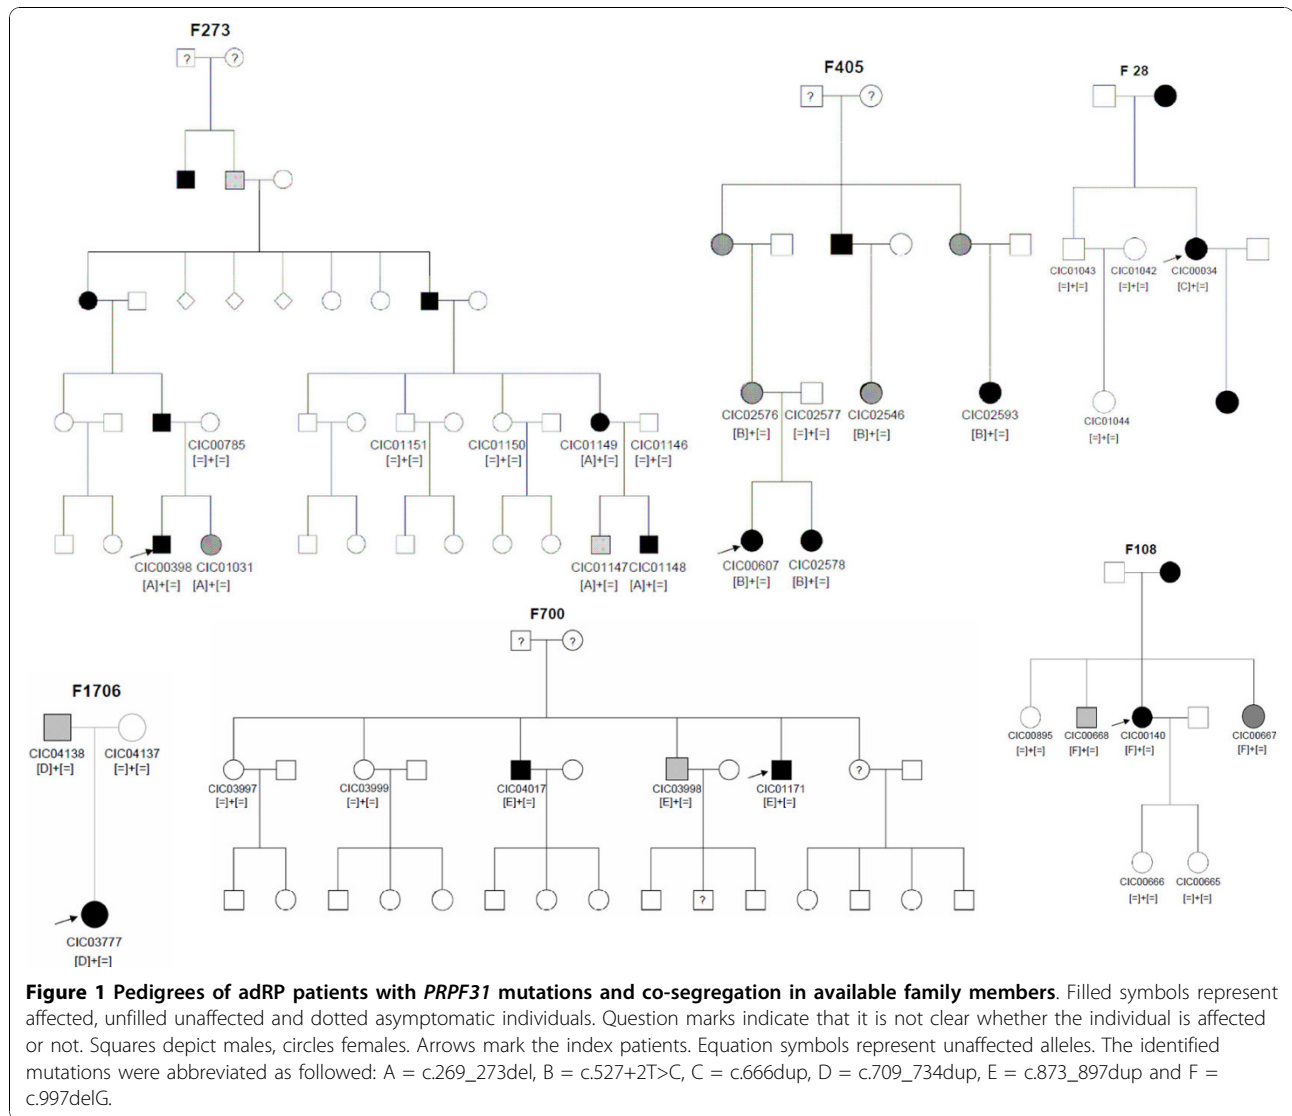 F273
? ?
CIC00785
[=]+[=]
CIC01151
[=]+[=]
CIC01150
[=]+[=]
CIC01149
[A]+[=]
CIC01146
[=]+[=]
CIC00398
[A]+[=]
CIC01031
[A]+[=]
CIC01147
[A]+[=]
CIC01148
[A]+[=]
F405
? ?
CIC02576
[B]+[=]
CIC02577
[=]+[=]
CIC02546
[B]+[=]
CIC02593
[B]+[=]
CIC00607
[B]+[=]
CIC02578
[B]+[=]
F 28
CIC01043
[=]+[=]
CIC01042
[=]+[=]
CIC00034
[C]+[=]
CIC01044
[=]+[=]
F1706
CIC04138
[D]+[=]
CIC04137
[=]+[=]
CIC03777
[D]+[=]
F700
? ?
?
CIC03997
[=]+[=]
CIC03999
[=]+[=]
CIC04017
[E]+[=]
CIC03998
[E]+[=]
CIC01171
[E]+[=]
?
F108
CIC00895
[=]+[=]
CIC00668
[F]+[=]
CIC00140
[F]+[=]
CIC00667
[F]+[=]
CIC00666
[=]+[=]
CIC00665
[=]+[=]
Figure 1 Pedigrees of adRP patients with PRPF31 mutations and co-segregation in available family members. Filled symbols represent
affected, unfilled unaffected and dotted asymptomatic individuals. Question marks indicate that it is not clear whether the individual is affected
or not. Squares depict males, circles females. Arrows mark the index patients. Equation symbols represent unaffected alleles. The identified
mutations were abbreviated as followed: A = c.269_273del, B = c.527+2T>C, C = c.666dup, D = c.709_734dup, E = c.873_897dup and F =
c.997delG.